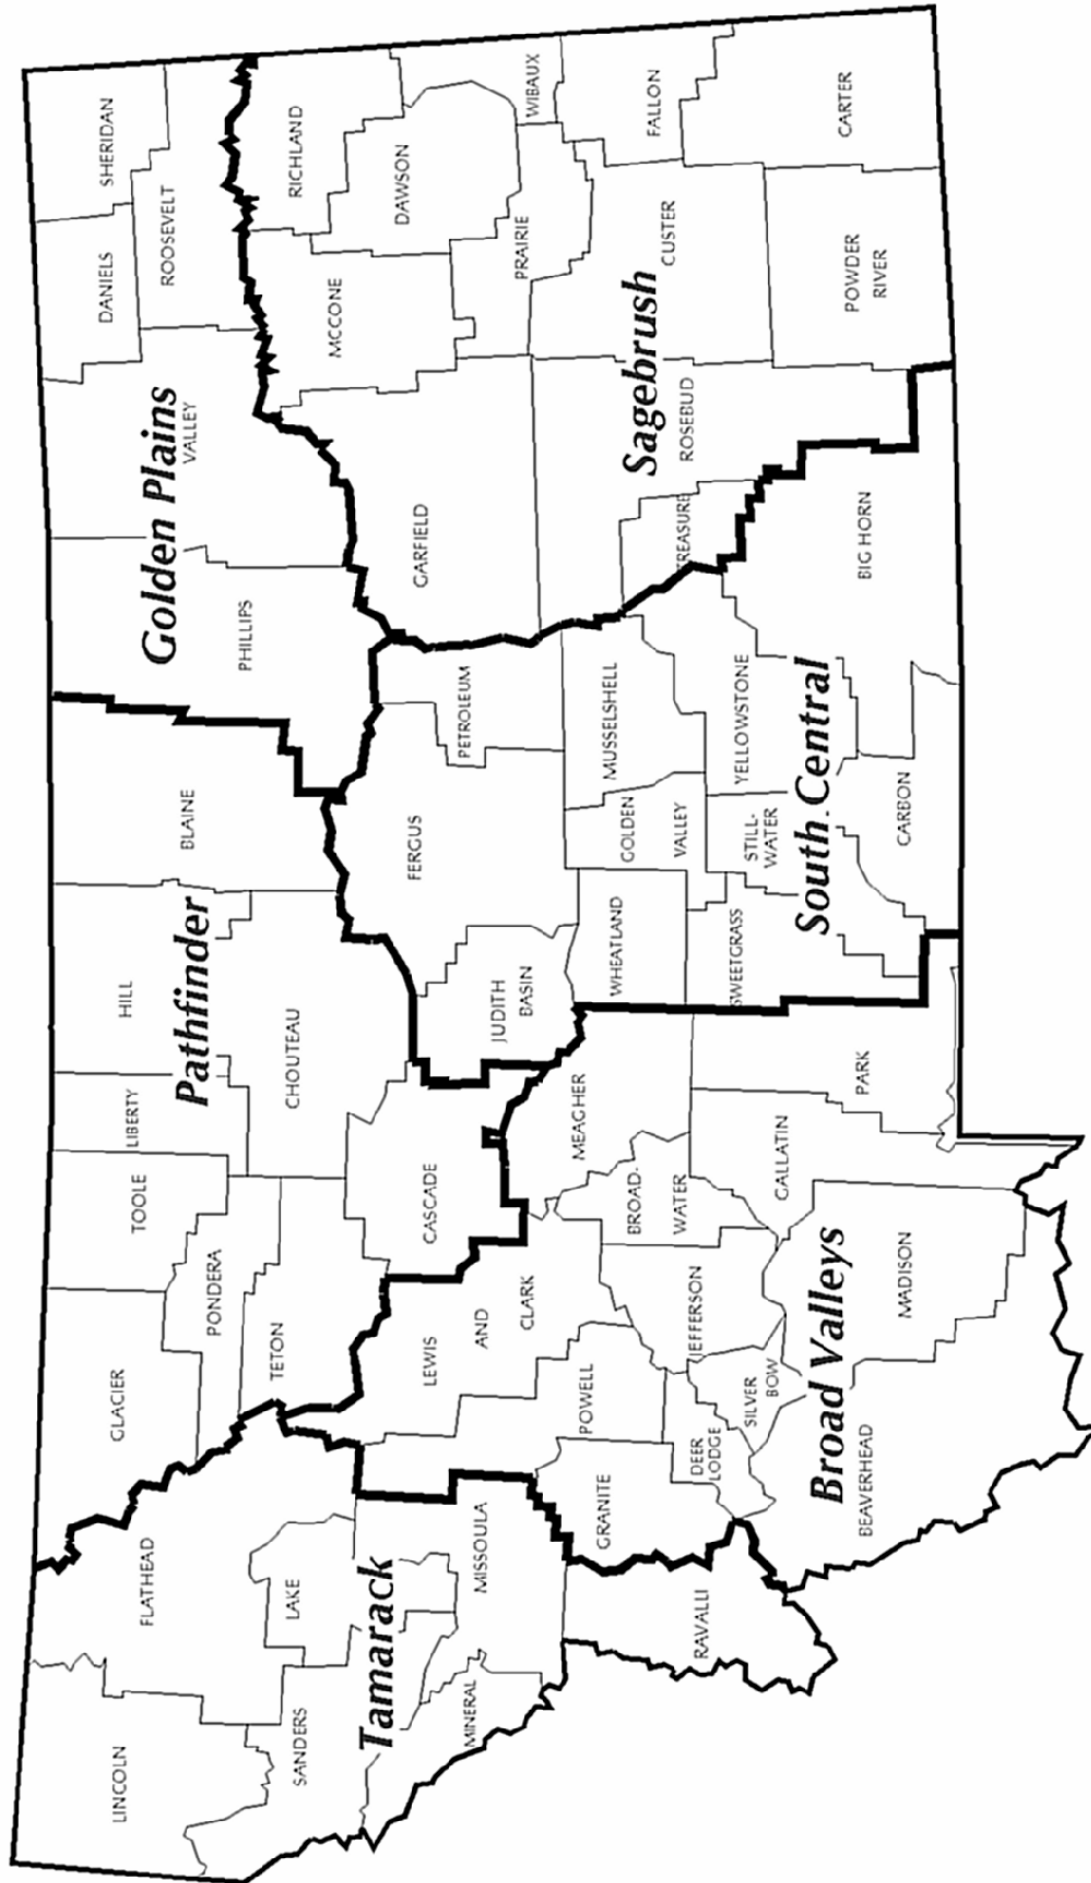 LINCOLN
FLATHEAD
LAKE
SANDERS
Tamarack
MINERAL
MISSOULA
RAVALLI
GLACIER
TOOLE
LIBERTY
HILL
BLAINE
Pathfinder
PONDERA
TETON
CHOUTEAU
CASCADE
Golden Plains
PHILLIPS
VALLEY
DANIELS
SHERIDAN
ROOSEVELT
LEWIS
AND
CLARK
POWELL
GRANITE
DEER
LODGE
SILVER
BOW
JEFFERSON
BROAD-
WATER
MEAGHER
GALLATIN
PARK
Broad Valleys
BEAVERHEAD
MADISON
JUDITH
BASIN
FERGUS
PETROLEUM
WHEATLAND
GOLDEN
VALLEY
MUSSELSHELL
SWEETGRASS
STILL-
WATER
YELLOWSTONE
South. Central
CARBON
BIG HORN
GARFIELD
MCCONE
RICHLAND
DAWSON
PRAIRIE
WIBAUX
Sagebrush
TREASURE
ROSEBUD
CUSTER
FALLON
POWDER
RIVER
CARTER